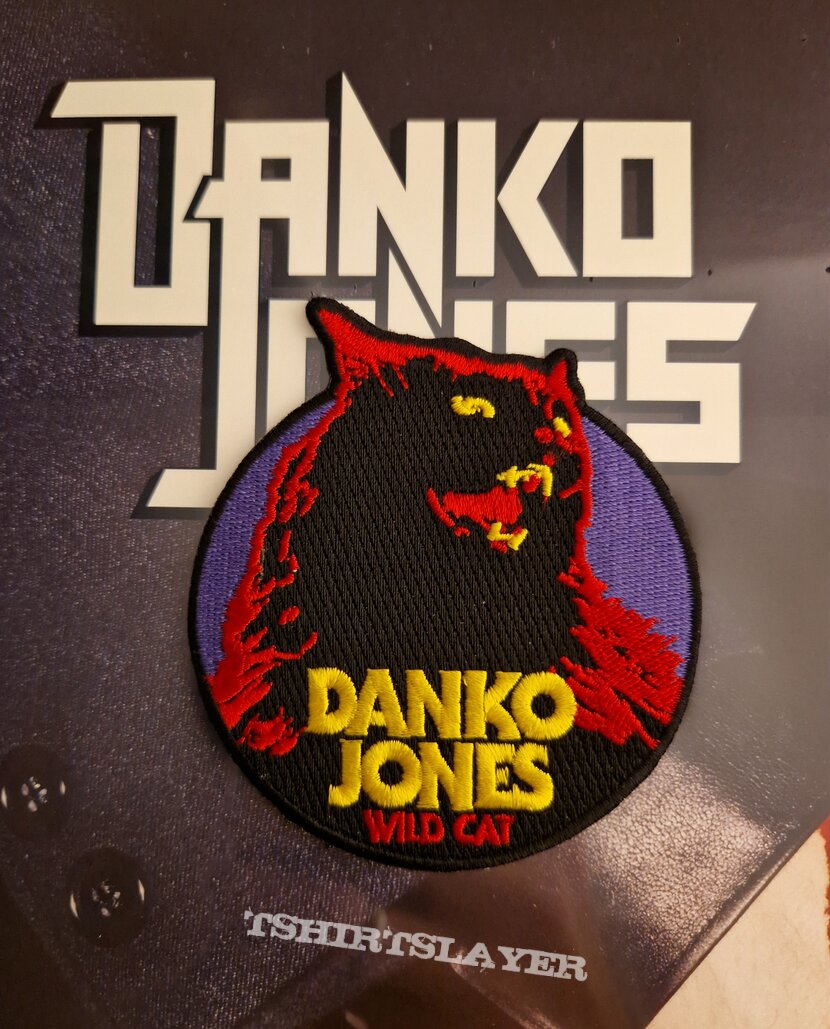 DANKO
JONES
DANKO
JONES
WILD CAT
TSHIRTSLAYER